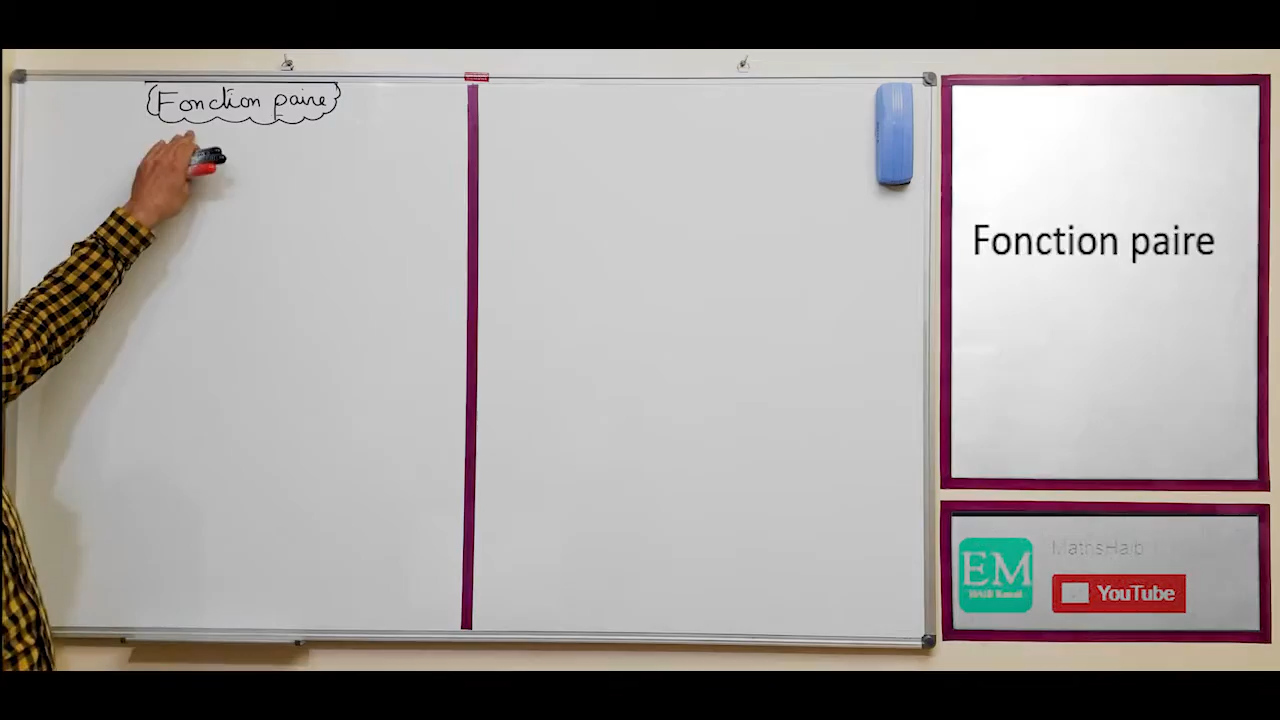 Fonction paire
Fonction paire
EM
MathsHaib
YouTube